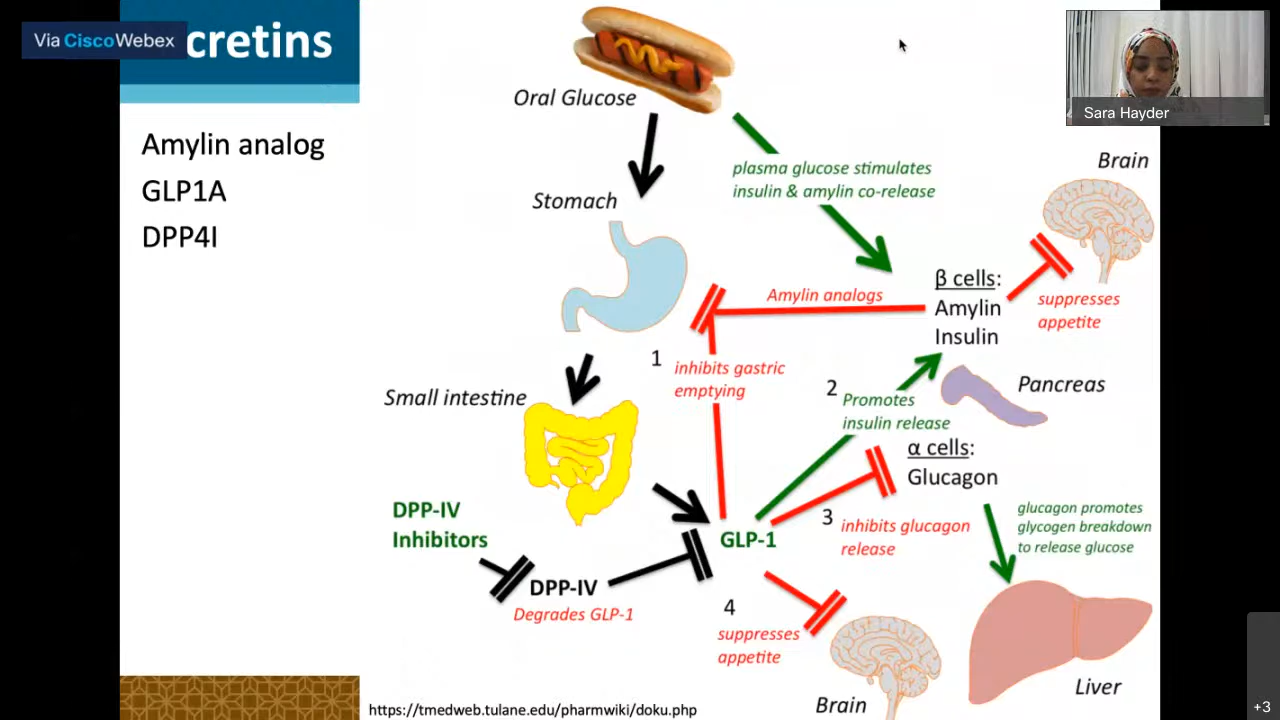 Via CiscoWebex
cretins
Sara Hayder
Amylin analog
GLP1A
DPP4I
Oral Glucose
plasma glucose stimulates
insulin & amylin co-release
Brain
Stomach
β cells:
Amylin
Insulin
Amylin analogs
suppresses
appetite
1
inhibits gastric
emptying
2
Promotes
insulin release
Pancreas
Small intestine
α cells:
Glucagon
DPP-IV
Inhibitors
GLP-1
3
inhibits glucagon
release
glucagon promotes
glycogen breakdown
to release glucose
DPP-IV
Degrades GLP-1
4
suppresses
appetite
Brain
Liver
https://tmedweb.tulane.edu/pharmwiki/doku.php
+3